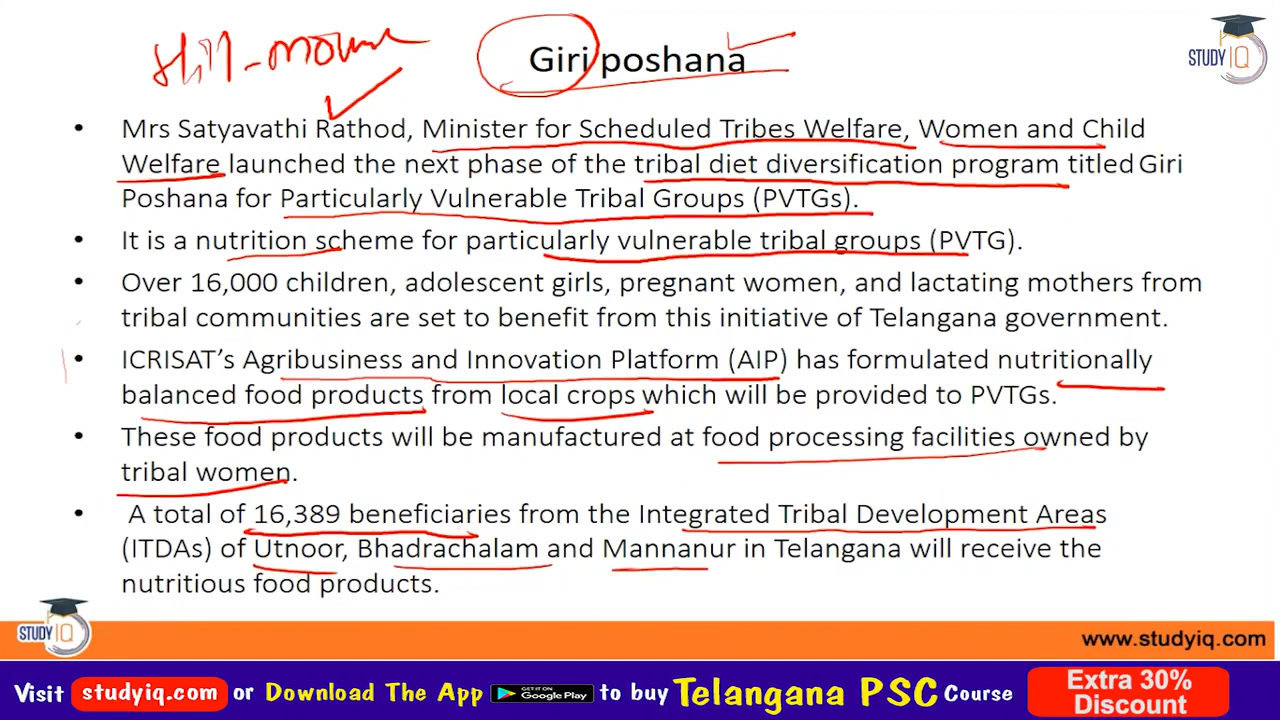 Hill - moun
Giri poshana
STUDY IQ
• Mrs Satyavathi Rathod, Minister for Scheduled Tribes Welfare, Women and Child
Welfare launched the next phase of the tribal diet diversification program titled Giri
Poshana for Particularly Vulnerable Tribal Groups (PVTGs).
• It is a nutrition scheme for particularly vulnerable tribal groups (PVTG).
• Over 16,000 children, adolescent girls, pregnant women, and lactating mothers from
tribal communities are set to benefit from this initiative of Telangana government.
• ICRISAT’s Agribusiness and Innovation Platform (AIP) has formulated nutritionally
balanced food products from local crops which will be provided to PVTGs.
• These food products will be manufactured at food processing facilities owned by
tribal women.
• A total of 16,389 beneficiaries from the Integrated Tribal Development Areas
(ITDAs) of Utnoor, Bhadrachalam and Mannanur in Telangana will receive the
nutritious food products.
STUDY IQ
www.studyiq.com
Visit studyiq.com or Download The App GET IT ON Google Play to buy Telangana PSC Course
Extra 30%
Discount